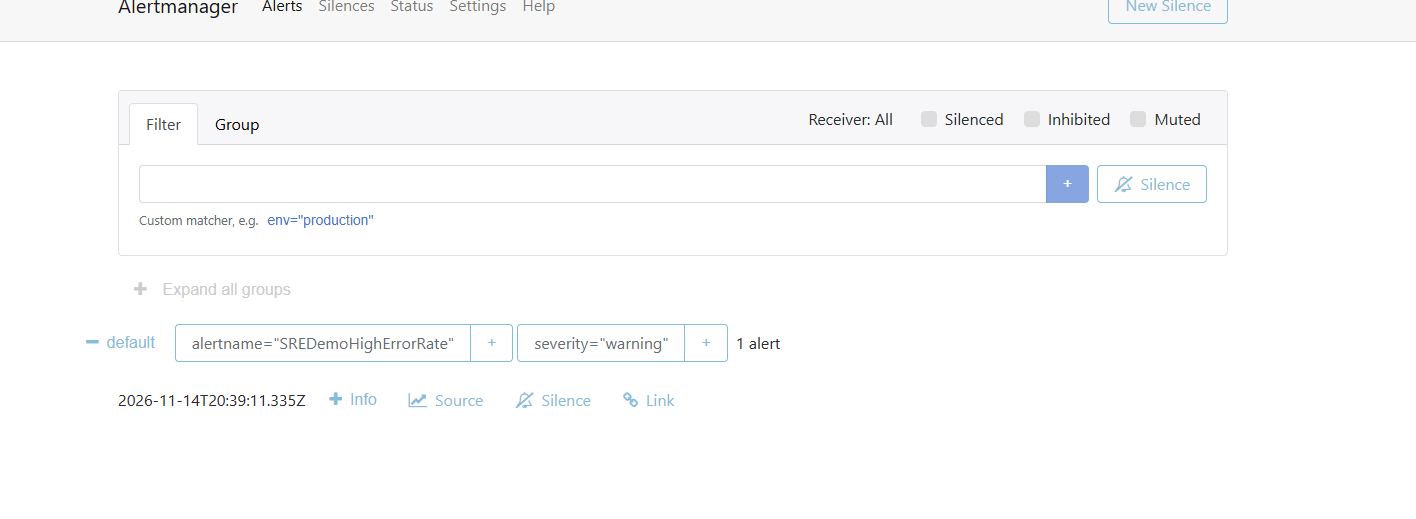 Alertmanager Alerts Silences Status Settings Help New Silence
Filter Group Receiver: All Silenced Inhibited Muted
+ Silence
Custom matcher, e.g. env="production"
+ Expand all groups
− default alertname="SREDemoHighErrorRate" + severity="warning" + 1 alert
2026-11-14T20:39:11.335Z + Info Source Silence Link